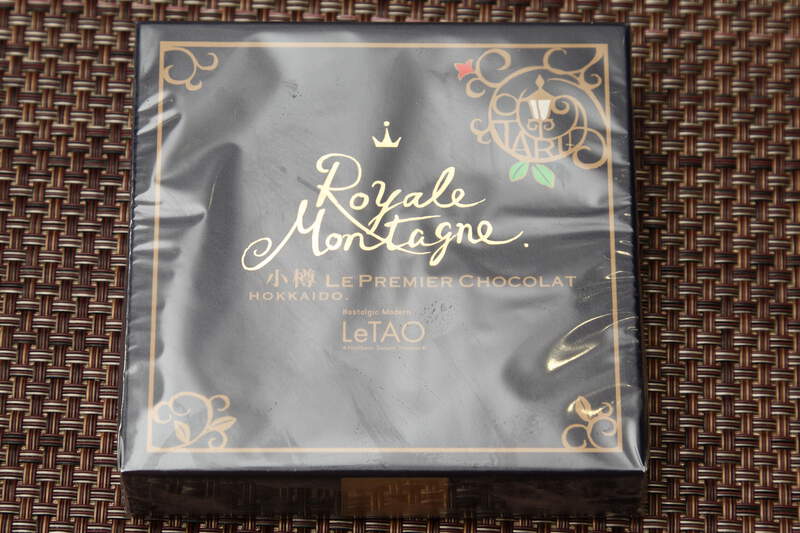 OTARU
Royale
Montagne.
小樽 LE PREMIER CHOCOLAT
HOKKAIDO.
Nostalgic Modern
LeTAO